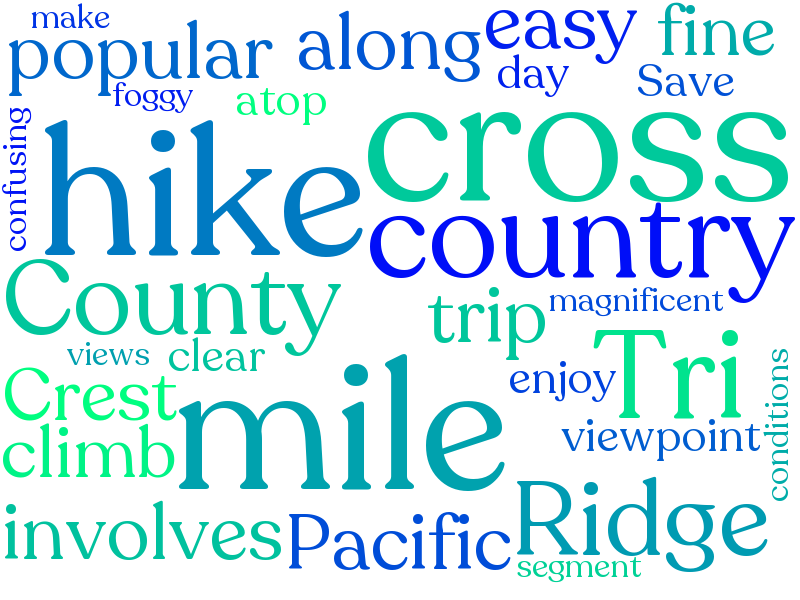 make
popular
along
easy
fine
day
Save
foggy
atop
confusing
hike
cross
country
County
trip
magnificent
views
clear
Tri
Crest
mile
enjoy
climb
viewpoint
conditions
involves
Pacific
Ridge
segment